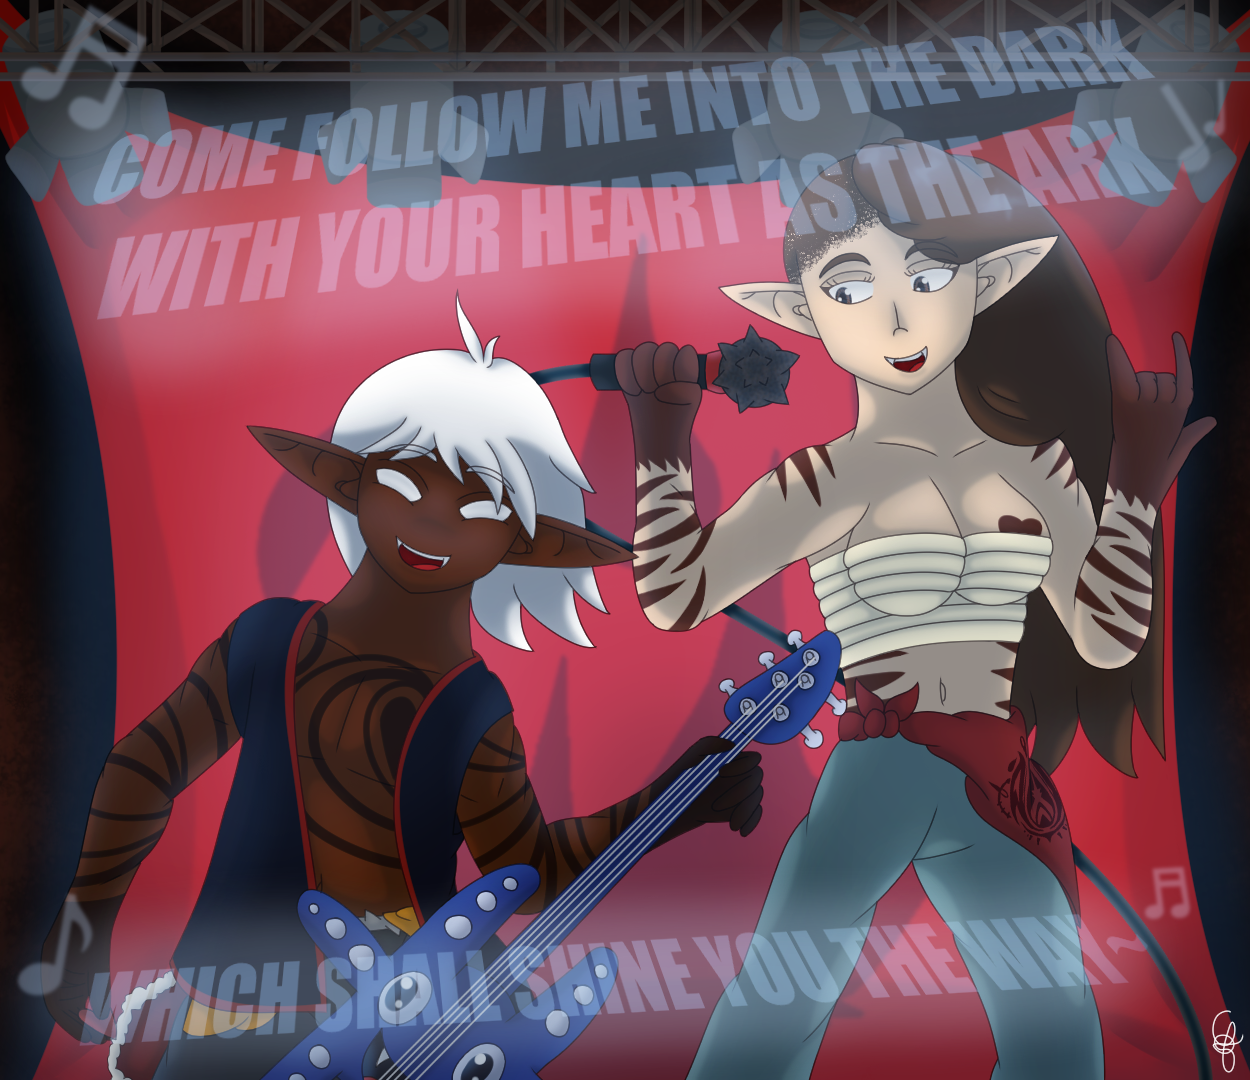 COME FOLLOW ME INTO THE DARK
WITH YOUR HEART AS THE ARK
WHICH SHALL SHINE YOU THE WAY~